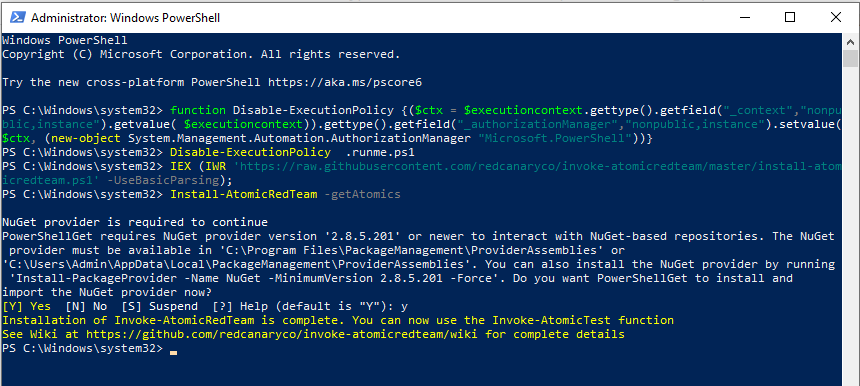 Administrator: Windows PowerShell
Windows PowerShell
Copyright (C) Microsoft Corporation. All rights reserved.
Try the new cross-platform PowerShell https://aka.ms/pscore6
PS C:\Windows\system32> function Disable-ExecutionPolicy {($ctx = $executioncontext.gettype().getfield("_context","nonpu
blic,instance").getvalue( $executioncontext)).gettype().getfield("_authorizationManager","nonpublic,instance").setvalue(
$ctx, (new-object System.Management.Automation.AuthorizationManager "Microsoft.PowerShell"))}
PS C:\Windows\system32> Disable-ExecutionPolicy  .runme.ps1
PS C:\Windows\system32> IEX (IWR 'https://raw.githubusercontent.com/redcanaryco/invoke-atomicredteam/master/install-atom
icredteam.ps1' -UseBasicParsing);
PS C:\Windows\system32> Install-AtomicRedTeam -getAtomics
NuGet provider is required to continue
PowerShellGet requires NuGet provider version '2.8.5.201' or newer to interact with NuGet-based repositories. The NuGet
 provider must be available in 'C:\Program Files\PackageManagement\ProviderAssemblies' or
'C:\Users\Admin\AppData\Local\PackageManagement\ProviderAssemblies'. You can also install the NuGet provider by running
 'Install-PackageProvider -Name NuGet -MinimumVersion 2.8.5.201 -Force'. Do you want PowerShellGet to install and
import the NuGet provider now?
[Y] Yes  [N] No  [S] Suspend  [?] Help (default is "Y"): y
Installation of Invoke-AtomicRedTeam is complete. You can now use the Invoke-AtomicTest function
See Wiki at https://github.com/redcanaryco/invoke-atomicredteam/wiki for complete details
PS C:\Windows\system32>